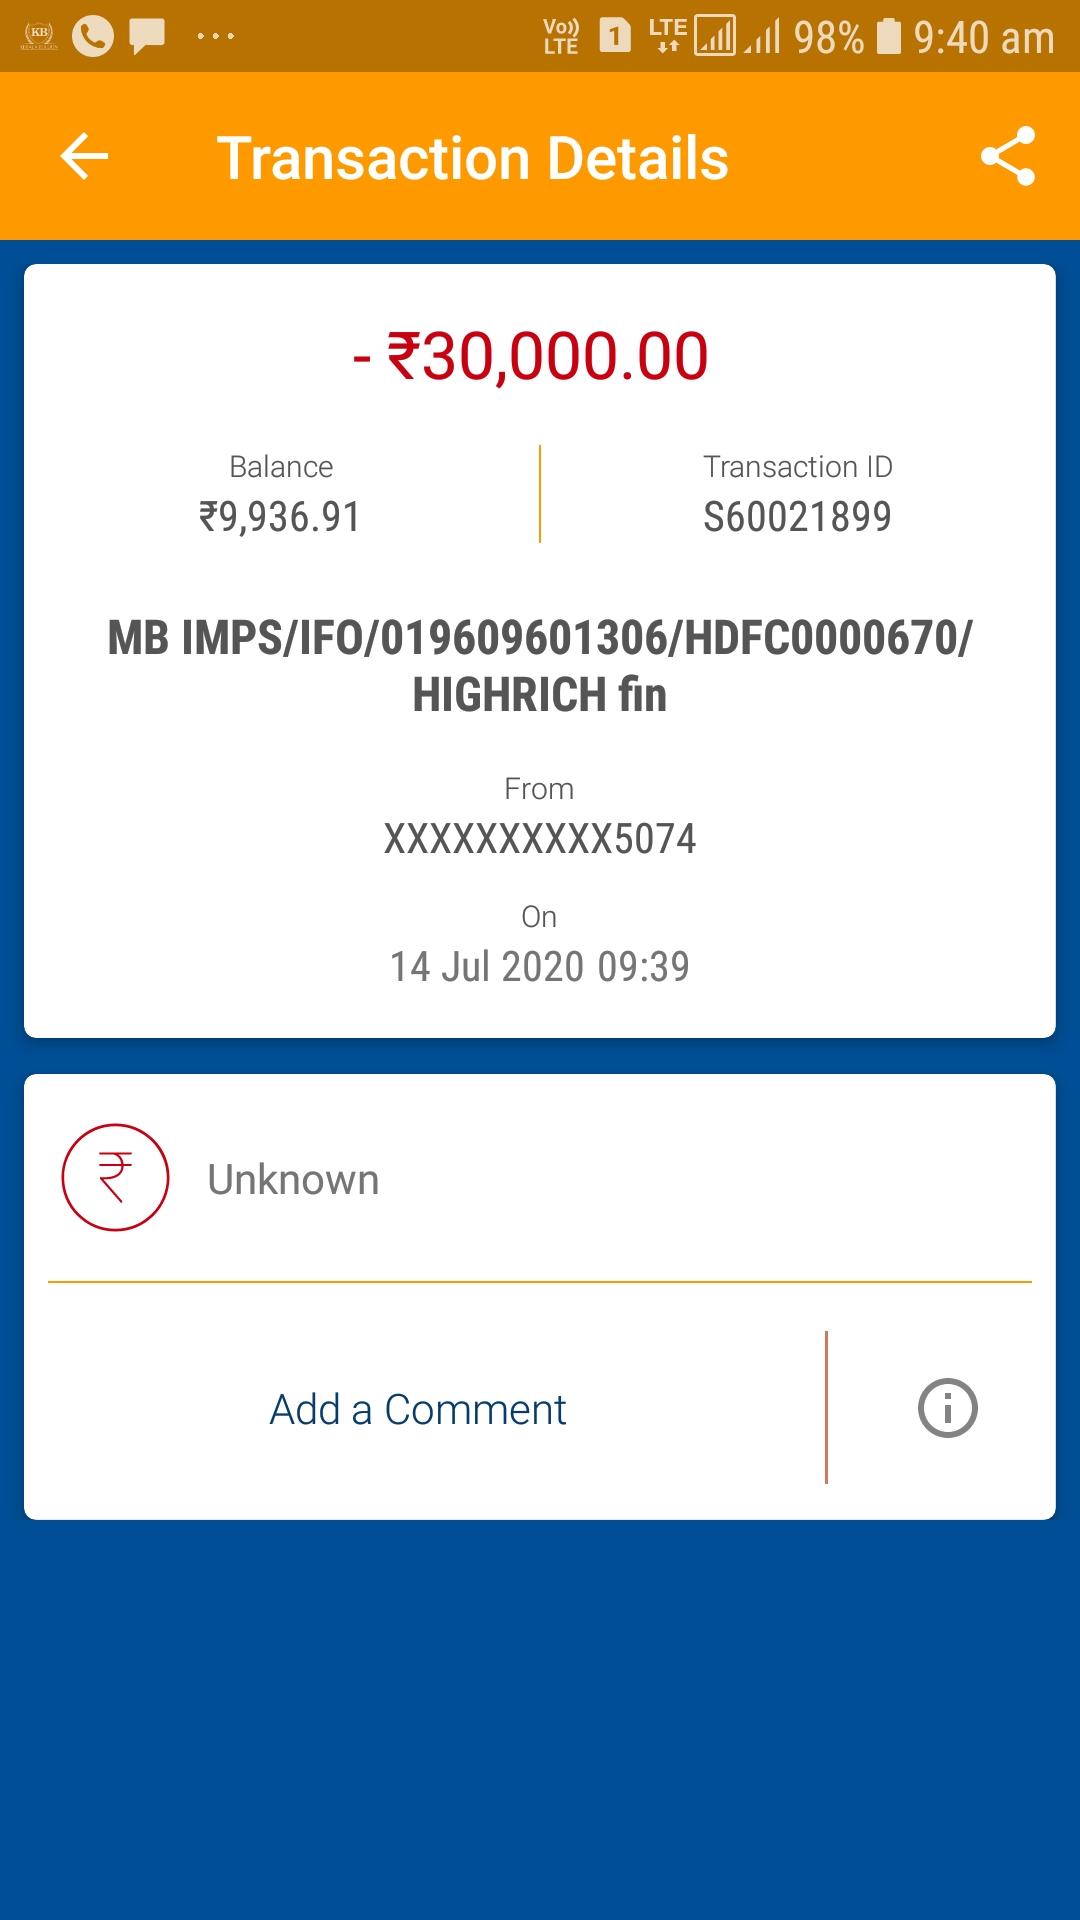 KB
Vo))
LTE
1
LTE
98%
9:40 am
Transaction Details
- ₹30,000.00
Balance
₹9,936.91
Transaction ID
S60021899
MB IMPS/IFO/019609601306/HDFC0000670/
HIGHRICH fin
From
XXXXXXXXXX5074
On
14 Jul 2020 09:39
₹
Unknown
Add a Comment